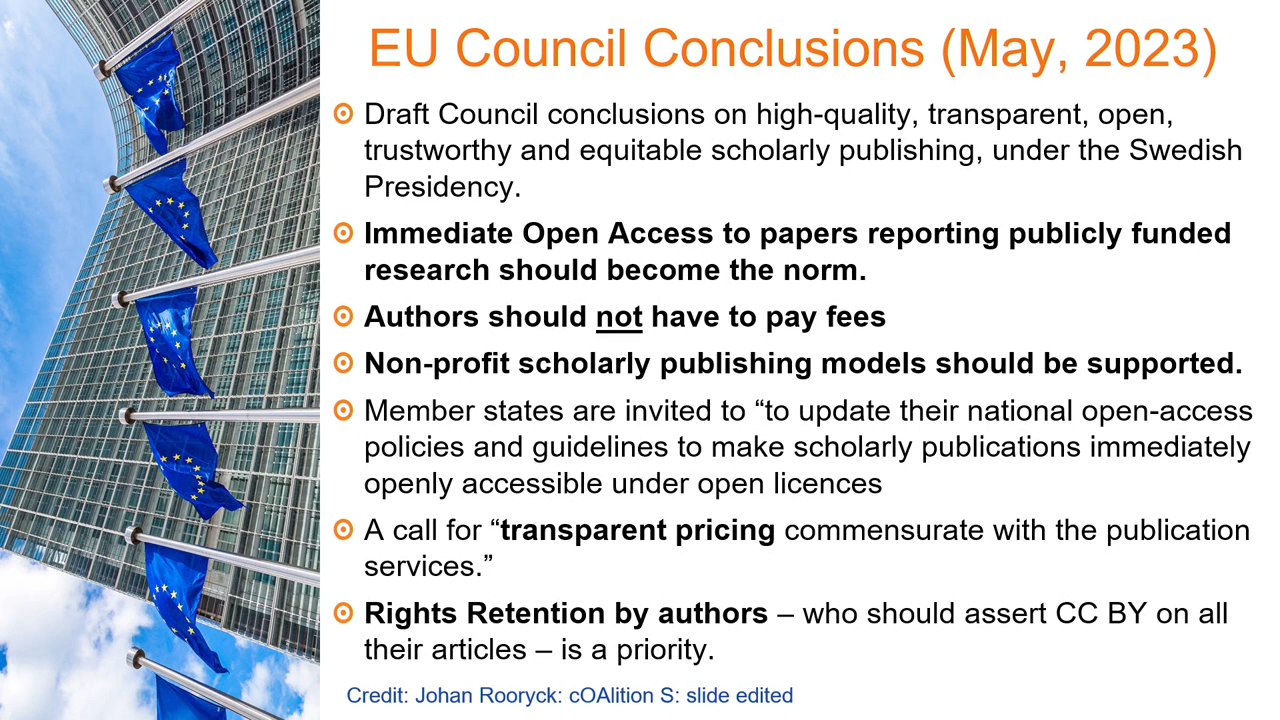 EU Council Conclusions (May, 2023)
Draft Council conclusions on high-quality, transparent, open,
trustworthy and equitable scholarly publishing, under the Swedish
Presidency.
Immediate Open Access to papers reporting publicly funded
research should become the norm.
Authors should not have to pay fees
Non-profit scholarly publishing models should be supported.
Member states are invited to “to update their national open-access
policies and guidelines to make scholarly publications immediately
openly accessible under open licences
A call for “transparent pricing commensurate with the publication
services.”
Rights Retention by authors – who should assert CC BY on all
their articles – is a priority.
Credit: Johan Rooryck: cOAlition S: slide edited